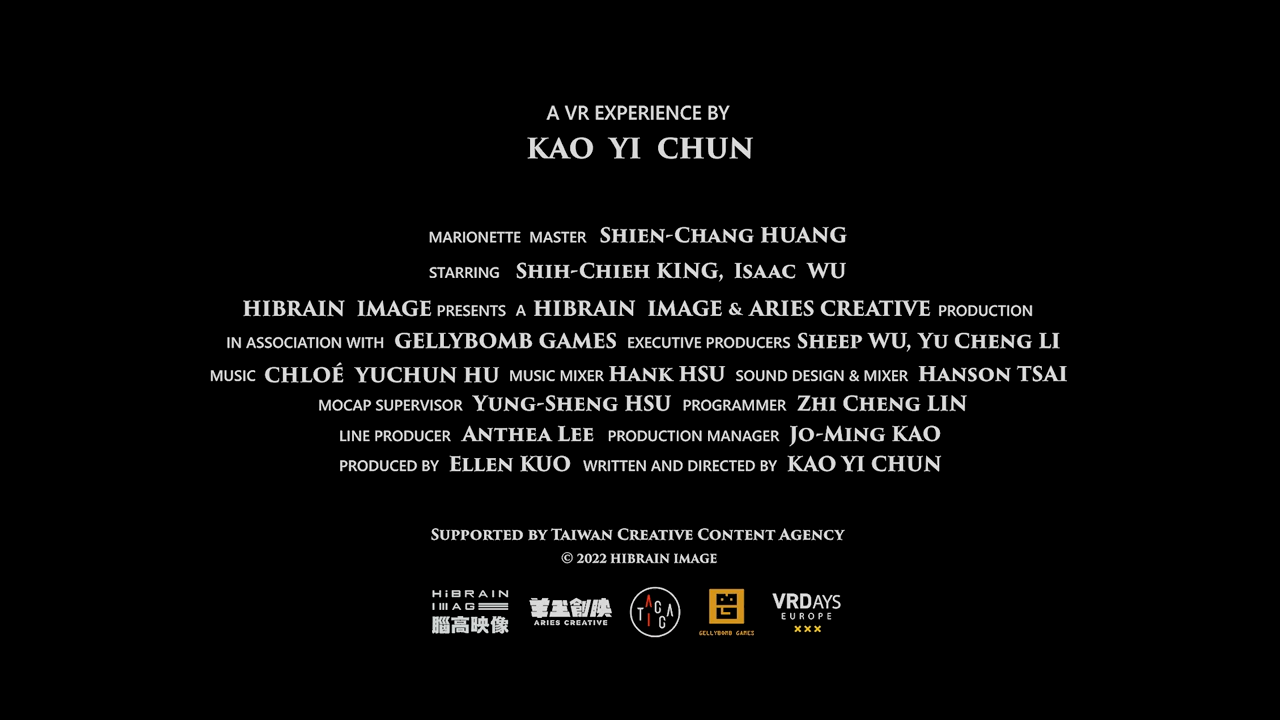 A VR EXPERIENCE BY
KAO YI CHUN
MARIONETTE MASTER Shien-Chang HUANG
STARRING Shih-Chieh KING, Isaac WU
HIBRAIN IMAGE PRESENTS A HIBRAIN IMAGE & ARIES CREATIVE PRODUCTION
IN ASSOCIATION WITH GELLYBOMB GAMES EXECUTIVE PRODUCERS Sheep WU, Yu Cheng LI
MUSIC CHLOÉ YUCHUN HU MUSIC MIXER Hank HSU SOUND DESIGN & MIXER Hanson TSAI
MOCAP SUPERVISOR Yung-Sheng HSU PROGRAMMER Zhi Cheng LIN
LINE PRODUCER Anthea Lee PRODUCTION MANAGER Jo-Ming KAO
PRODUCED BY Ellen KUO WRITTEN AND DIRECTED BY KAO YI CHUN
Supported by Taiwan Creative Content Agency
© 2022 HIBRAIN IMAGE
HiBRAIN
IMAGE
腦高映像
羊王創映
ARIES CREATIVE
TAICCA
GELLYBOMB GAMES
VRDAYS
EUROPE
XXX